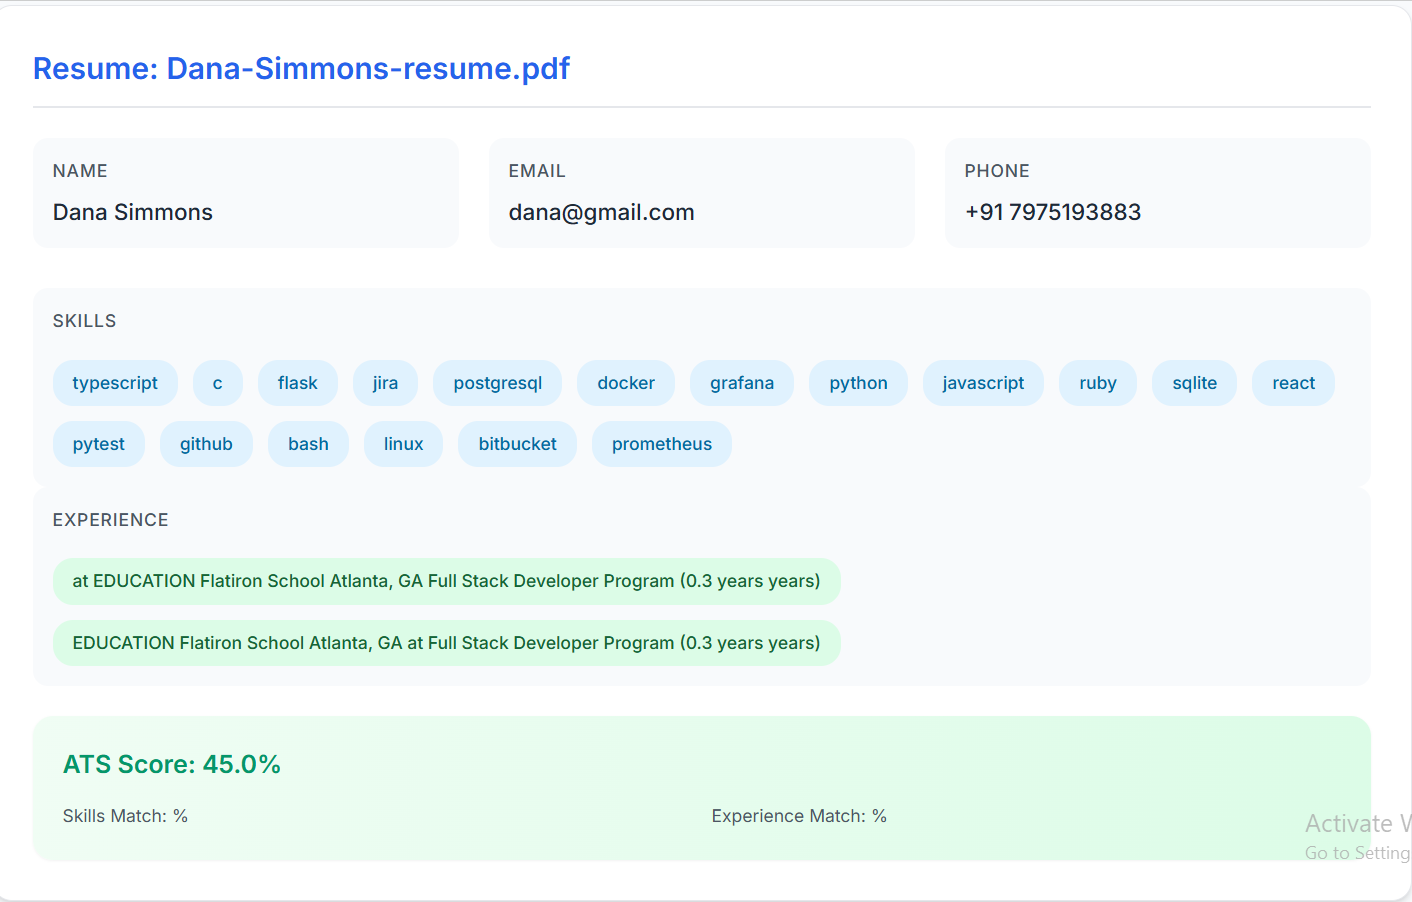 Resume: Dana-Simmons-resume.pdf
NAME
Dana Simmons
EMAIL
dana@gmail.com
PHONE
+91 7975193883
SKILLS
typescript c flask jira postgresql docker grafana python javascript ruby sqlite react
pytest github bash linux bitbucket prometheus
EXPERIENCE
at EDUCATION Flatiron School Atlanta, GA Full Stack Developer Program (0.3 years years)
EDUCATION Flatiron School Atlanta, GA at Full Stack Developer Program (0.3 years years)
ATS Score: 45.0%
Skills Match: %
Experience Match: %
Activate W
Go to Setting